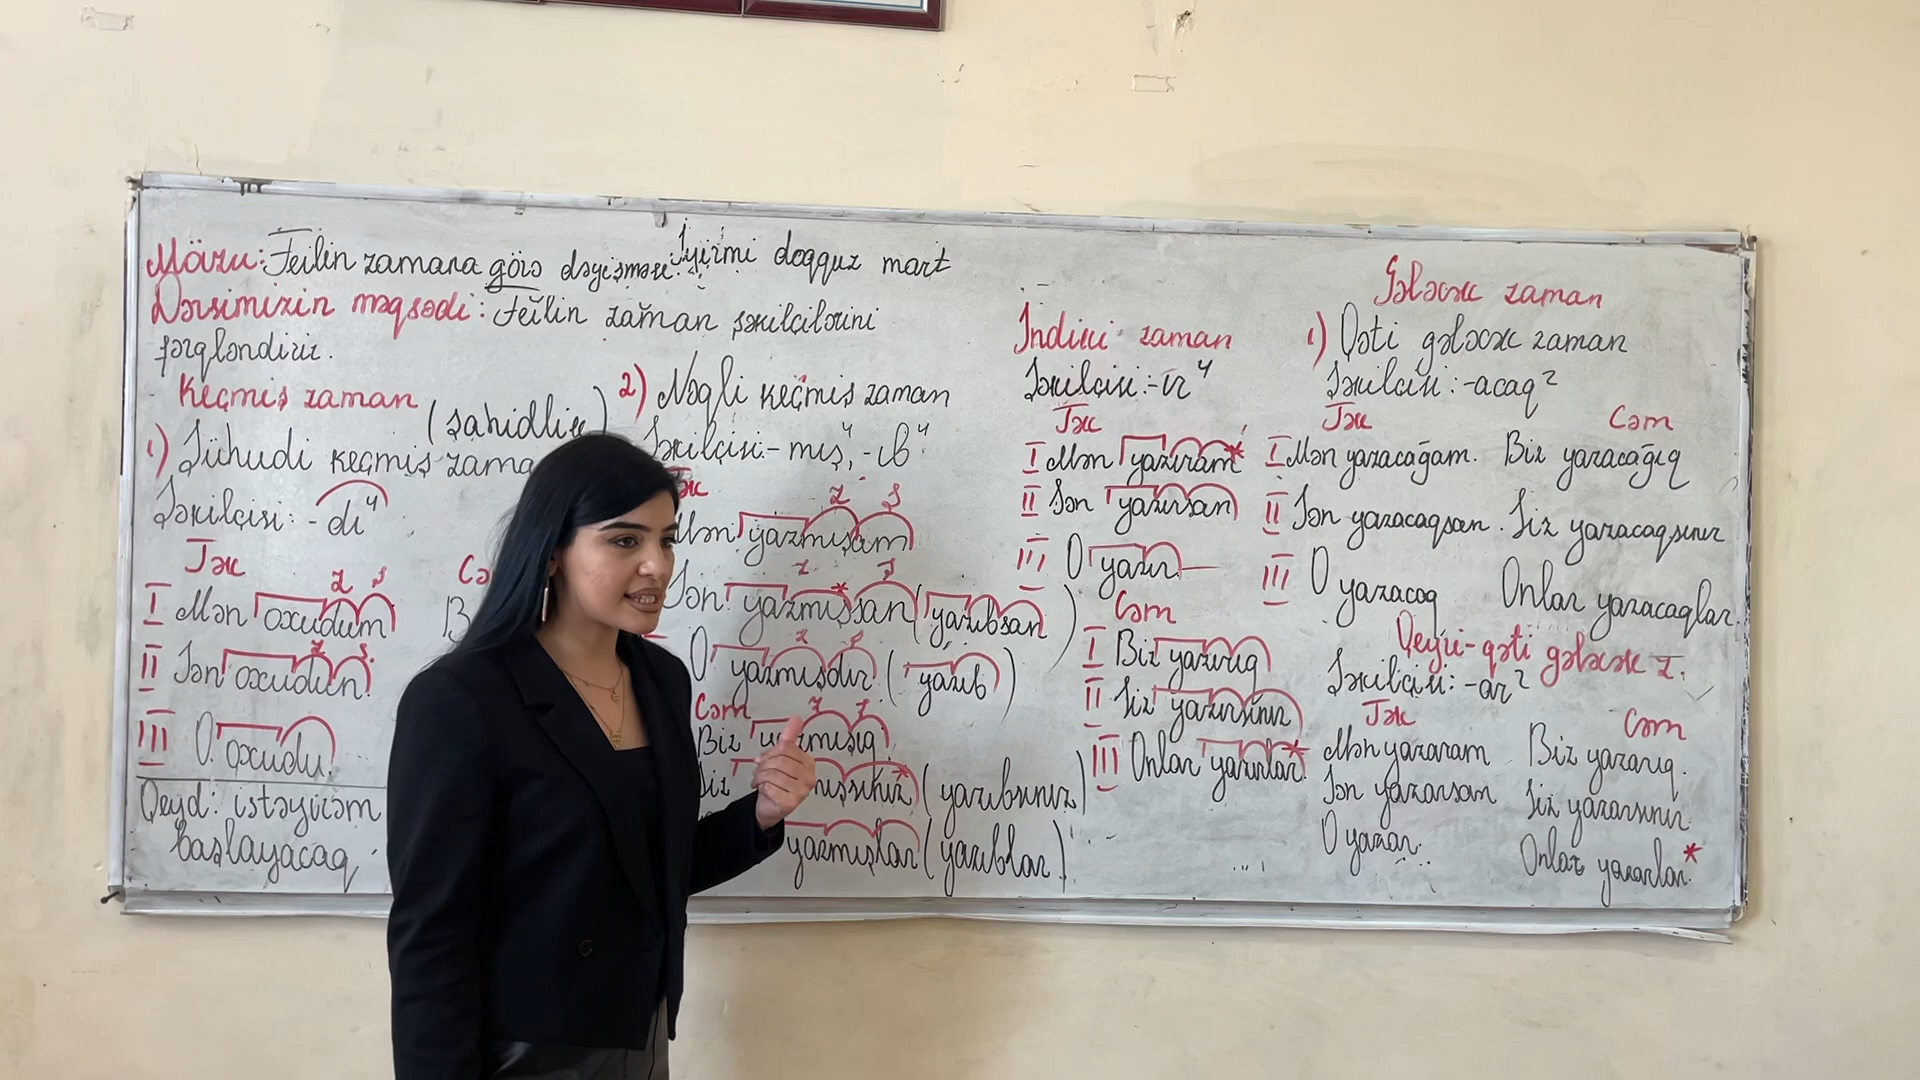 İyirmi doqquz mart
Mövzu: Feilin zamana görə dəyişməsi.
Dərsimizin məqsədi: Feilin zaman şəkilçilərini
fərqləndirir.
Keçmiş zaman
(şahidlik)
1) Şühudi keçmiş zama
Şəkilçisi: -dı⁴
Tək
I Mən oxudum
II Sən oxudun
III O oxudu
Qeyd: istəyirəm
başlayacaq
2) Nəqli keçmiş zaman
Şəkilçisi: -mış⁴, -ıb⁴
Mən yazmışam
Sən yazmışsan (yazıbsan)
O yazmışdır (yazıb)
Cəm
Biz yazmışıq
Siz yazmışsınız (yazıbsınız)
yazmışlar (yazıblar)
İndiki zaman
Şəkilçisi: -ır⁴
Tək
I Mən yazıram*
II Sən yazırsan
III O yazır
Cəm
I Biz yazırıq
II Siz yazırsınız
III Onlar yazırlar*
Gələcək zaman
1) Qəti gələcək zaman
Şəkilçisi: -acaq²
Tək Cəm
I Mən yazacağam. Biz yazacağıq
II Sən yazacaqsan. Siz yazacaqsınız
III O yazacaq Onlar yazacaqlar.
Qeyri-qəti gələcək z.
Şəkilçisi: -ar²
Tək Cəm
Mən yazaram Biz yazarıq.
Sən yazarsan Siz yazarsınız.
O yazar. Onlar yazarlar.*